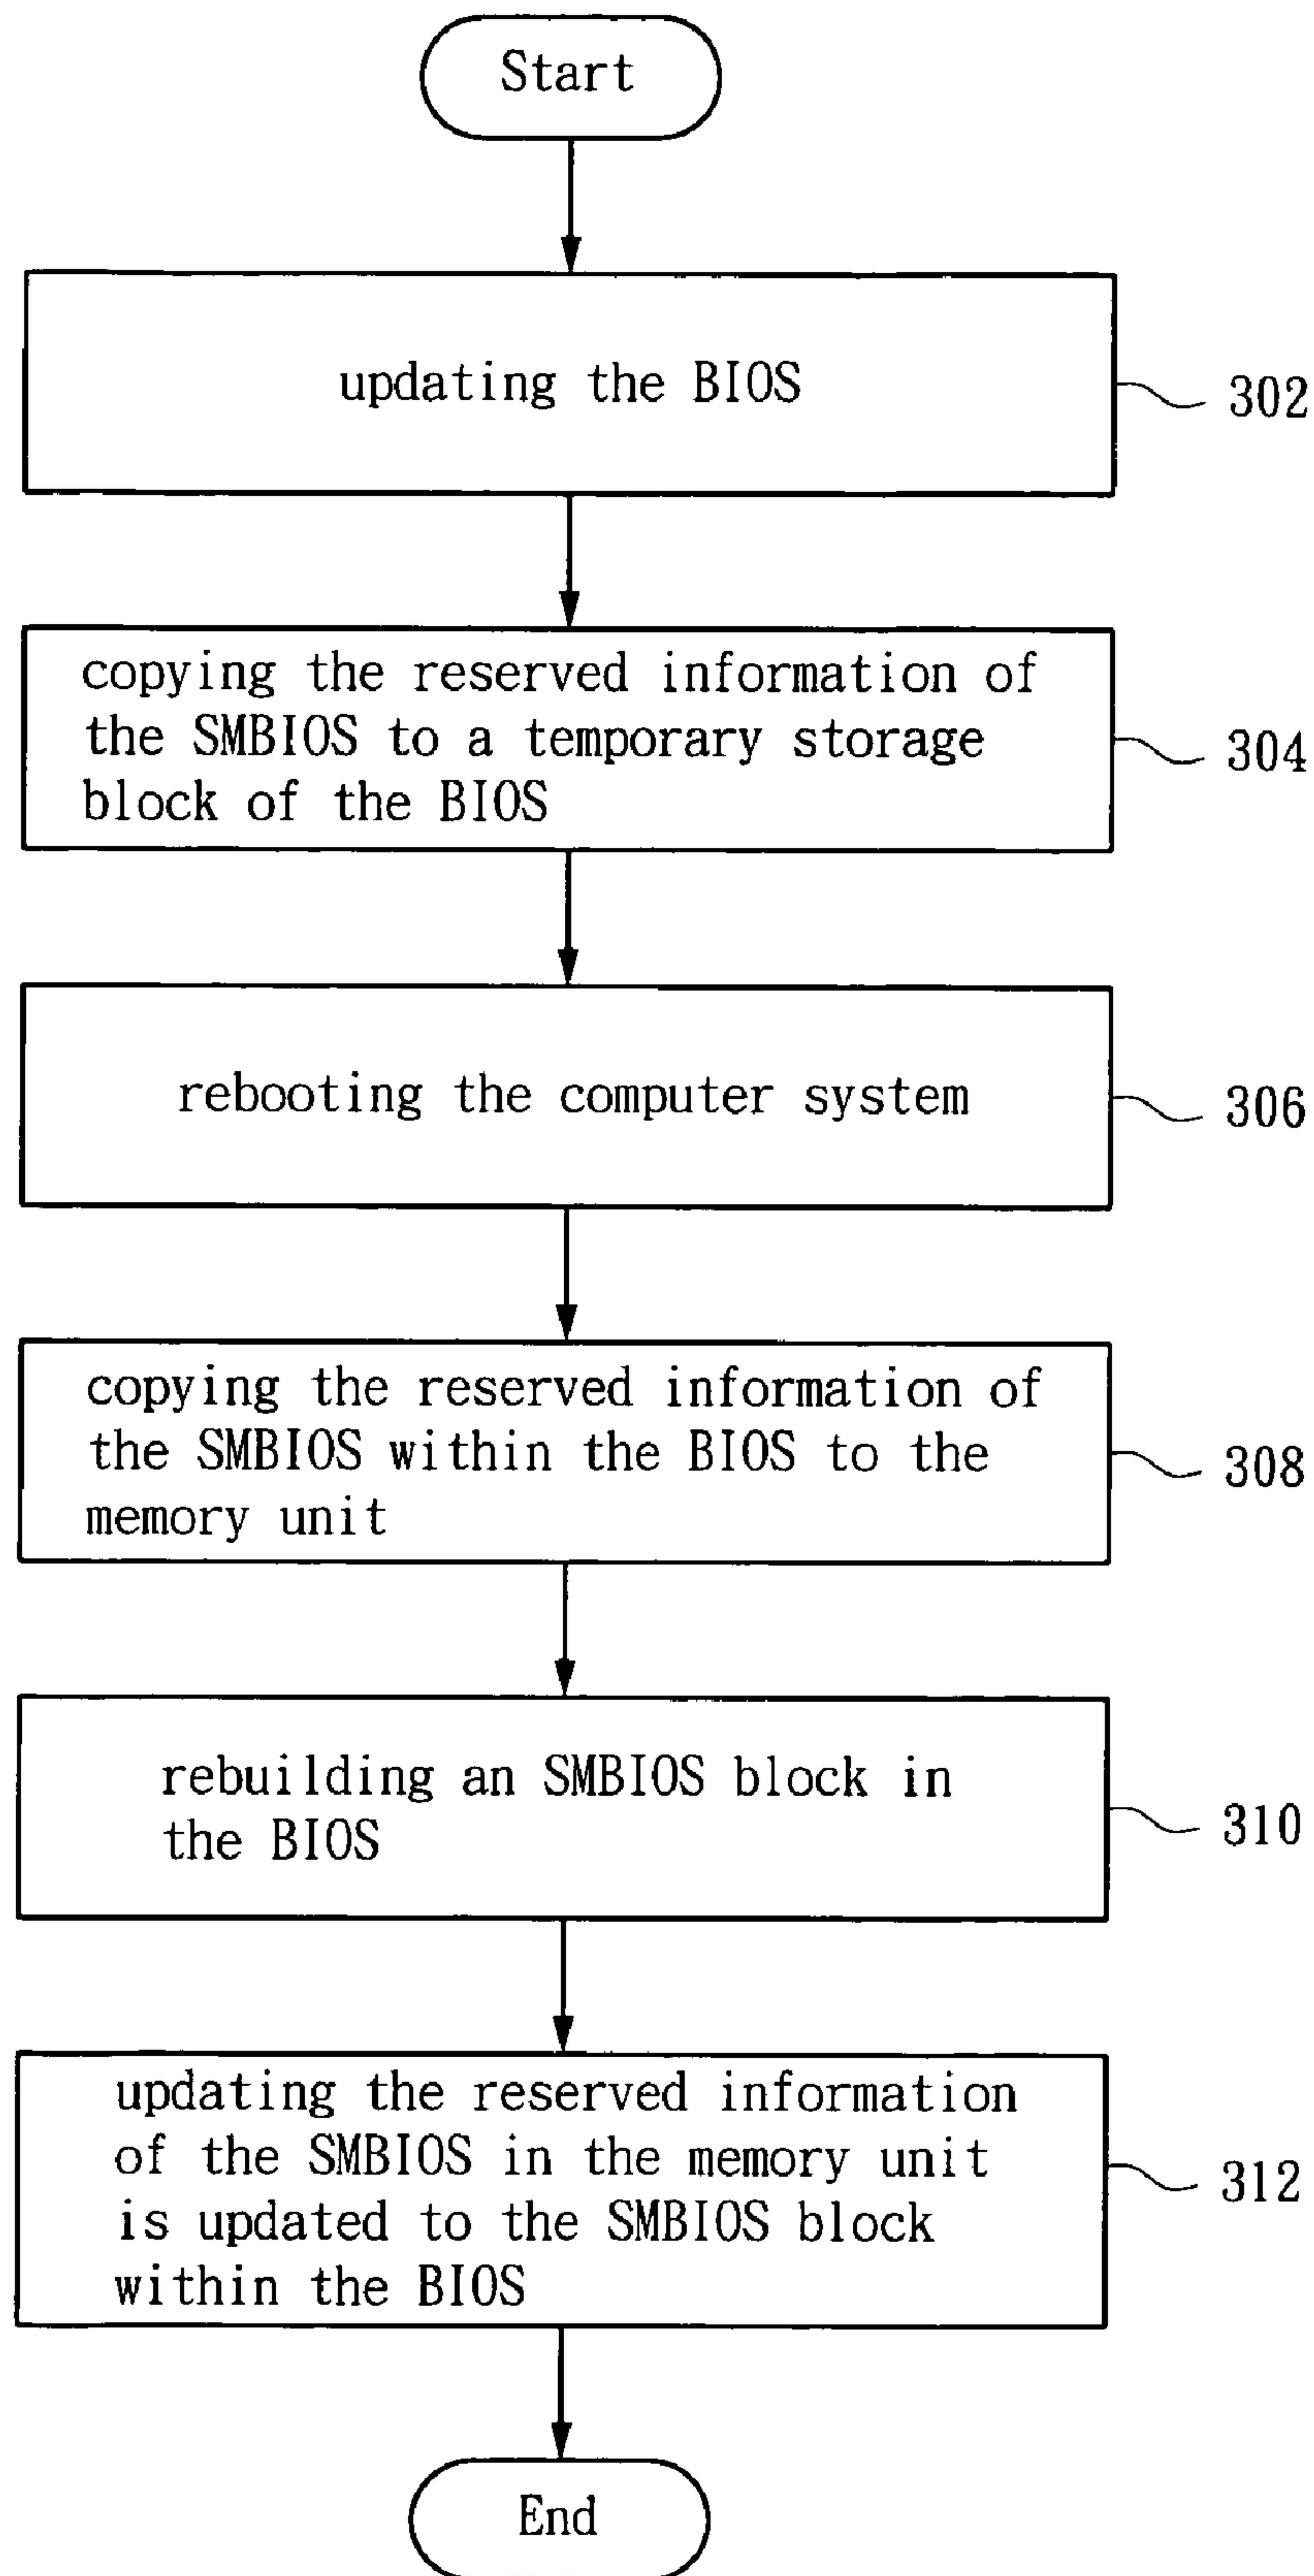 Start
updating the BIOS
302
copying the reserved information of
the SMBIOS to a temporary storage
block of the BIOS
304
rebooting the computer system
306
copying the reserved information of
the SMBIOS within the BIOS to the
memory unit
308
rebuilding an SMBIOS block in
the BIOS
310
updating the reserved information
of the SMBIOS in the memory unit
is updated to the SMBIOS block
within the BIOS
312
End